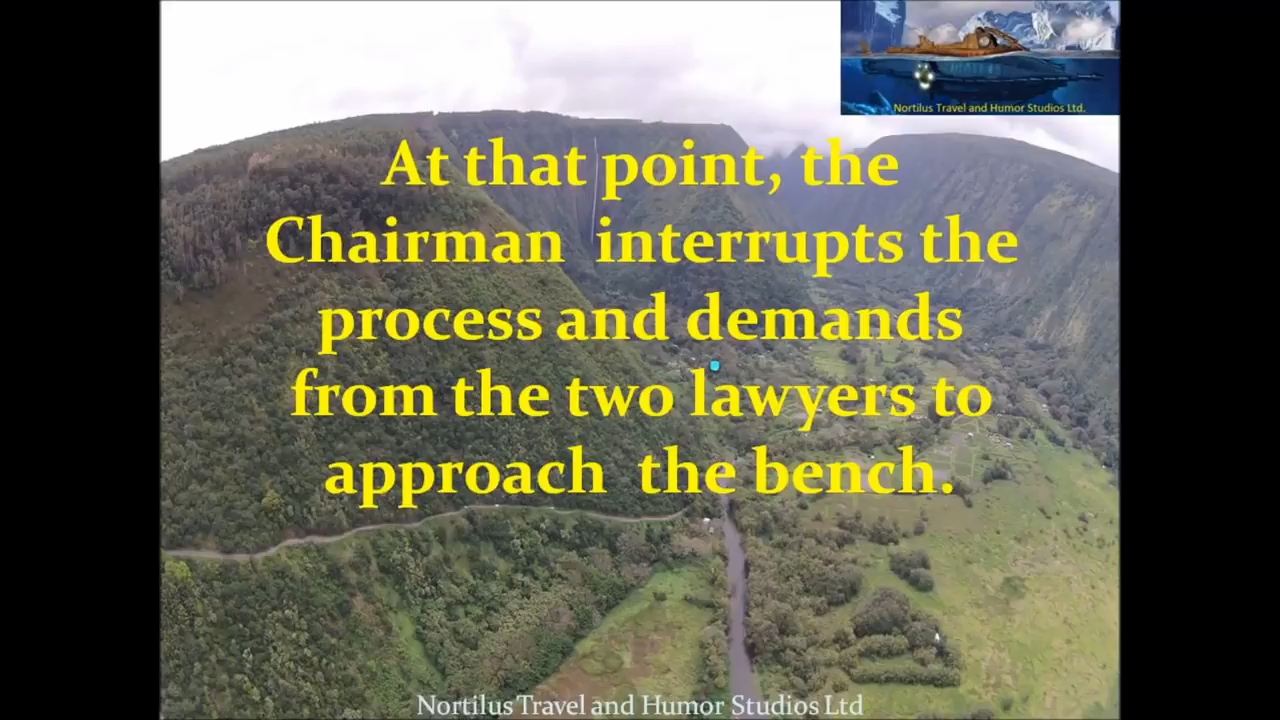 Nortilus Travel and Humor Studios Ltd.
At that point, the
Chairman  interrupts the
process and demands
from the two lawyers to
approach  the bench.
Nortilus Travel and Humor Studios Ltd